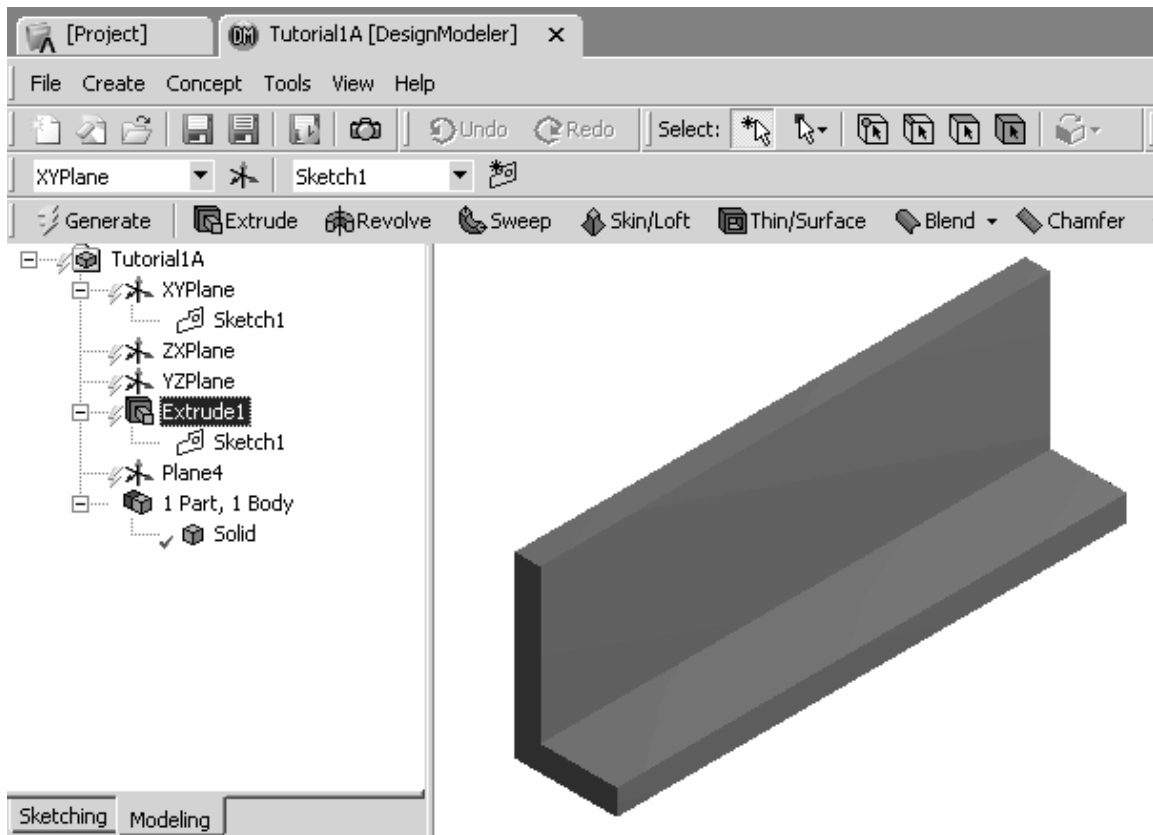 [Project] Tutorial1A [DesignModeler] x
File Create Concept Tools View Help
Undo Redo Select:
XYPlane Sketch1
Generate Extrude Revolve Sweep Skin/Loft Thin/Surface Blend Chamfer
Tutorial1A
XYPlane
Sketch1
ZXPlane
YZPlane
Extrude1
Sketch1
Plane4
1 Part, 1 Body
Solid
Sketching Modeling